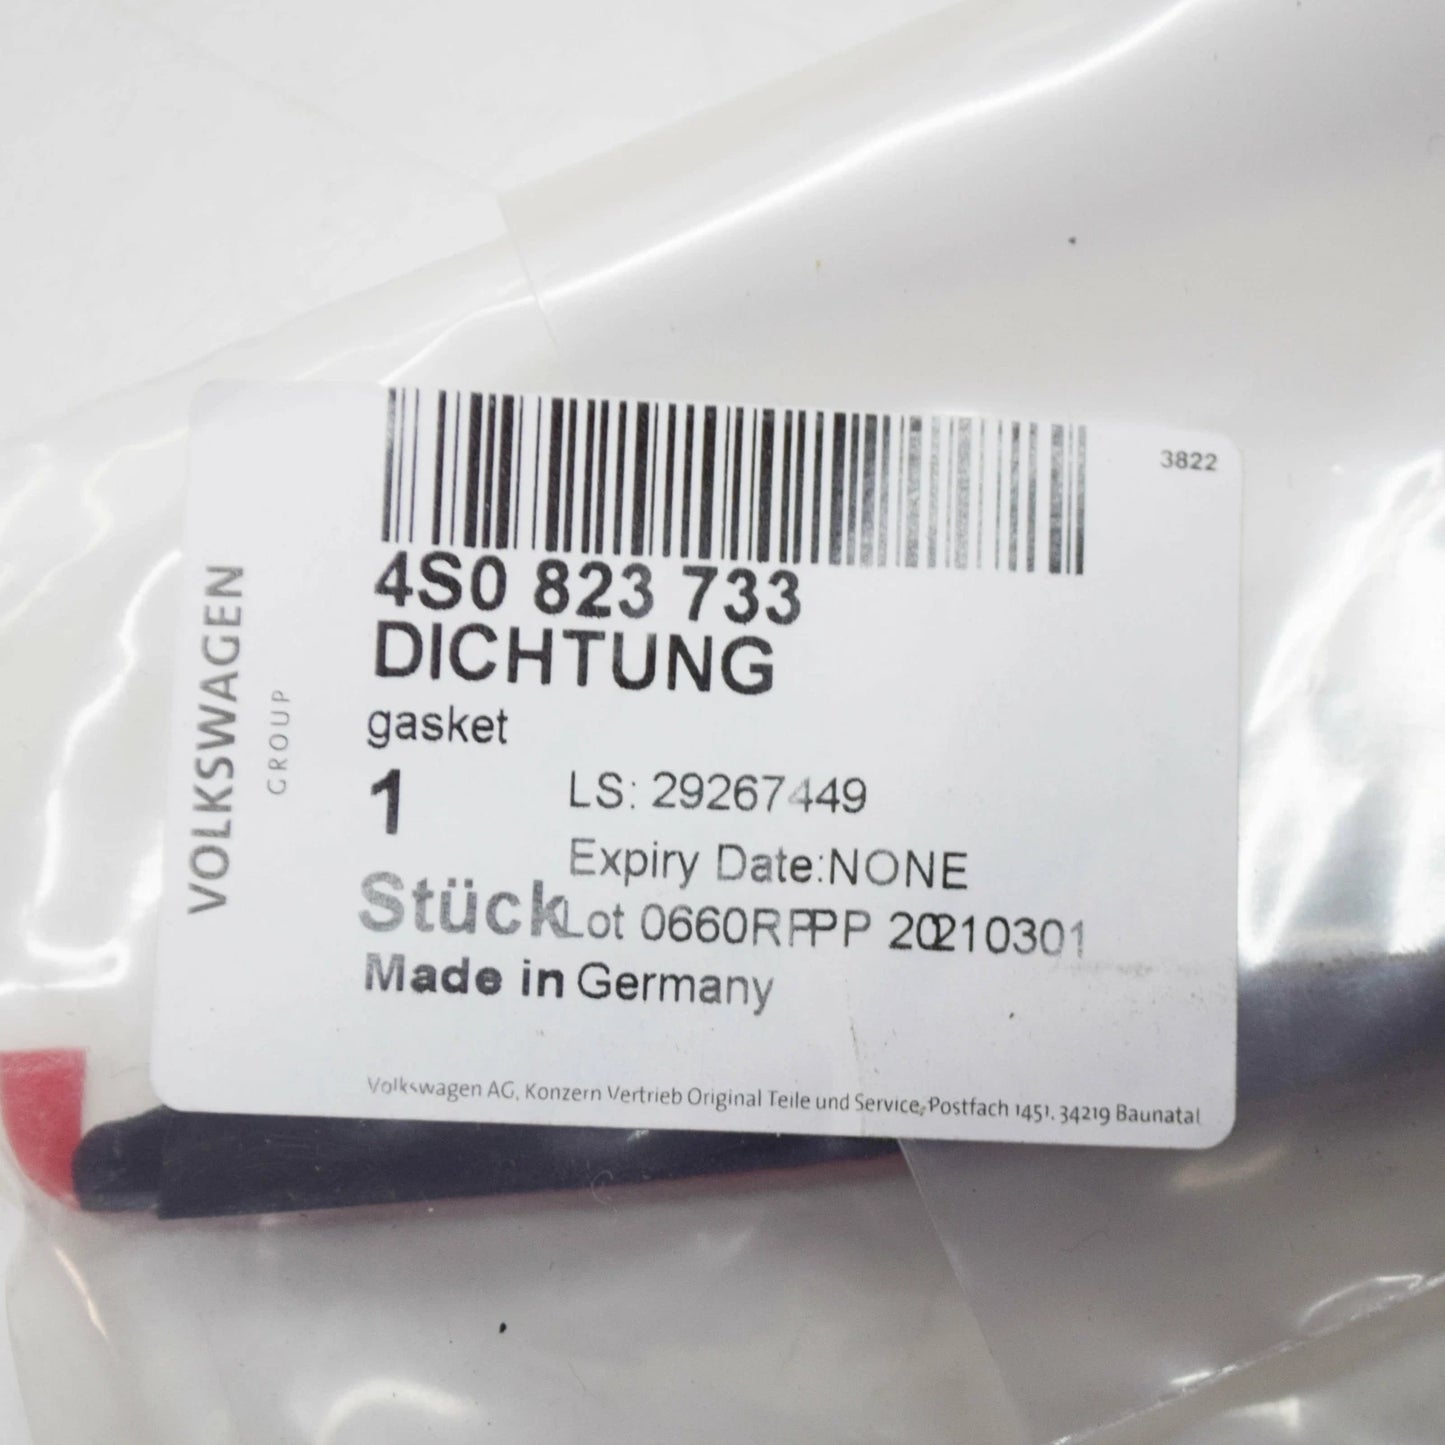 3822
4S0 823 733
DICHTUNG
gasket
1
LS: 29267449
Expiry Date:NONE
Stück
Lot 0660RPPP 20210301
Made in Germany
Volkswagen AG, Konzern Vertrieb Original Teile und Service, Postfach 1451, 34219 Baunatal
VOLKSWAGEN
GROUP